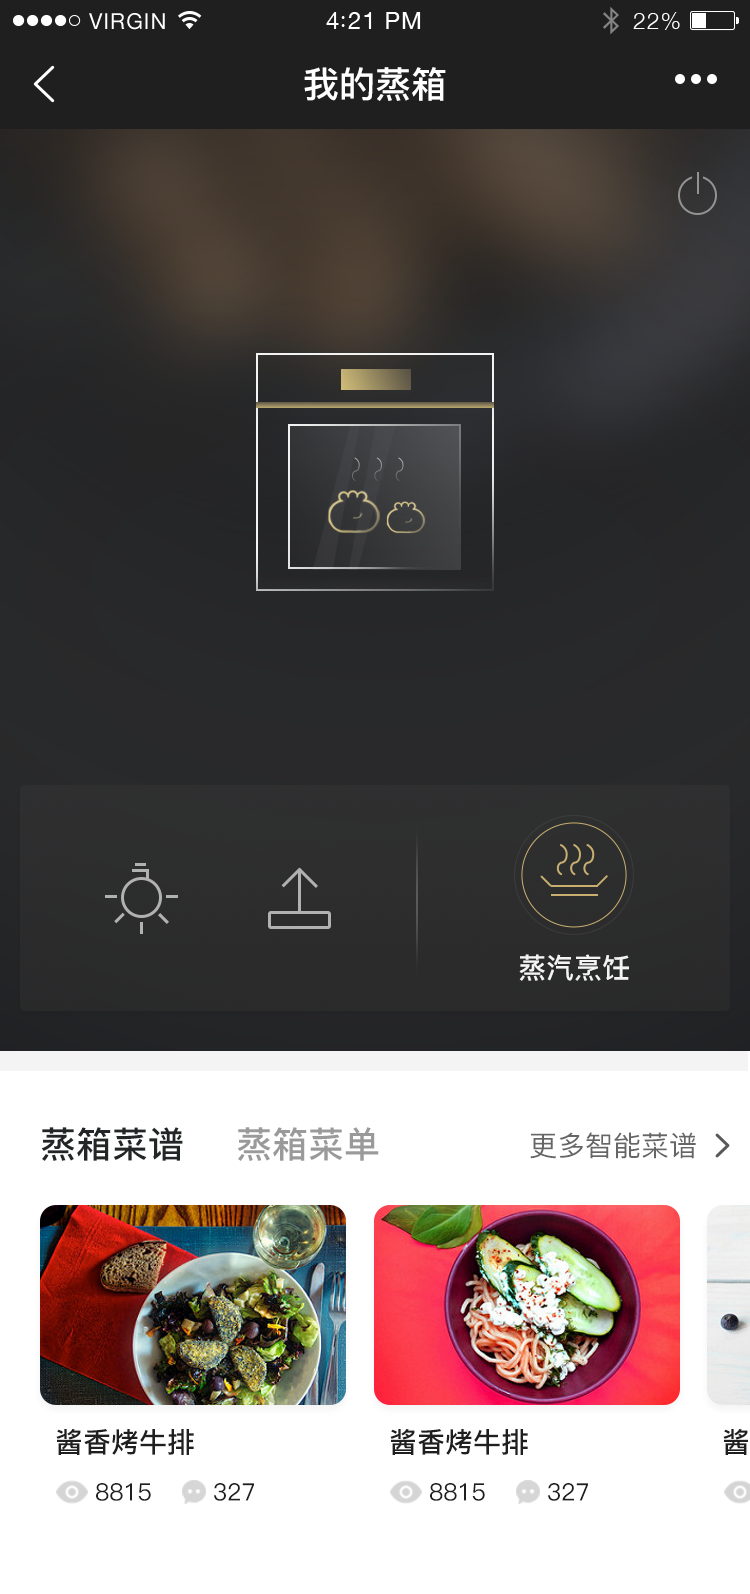 VIRGIN 4:21 PM 22%
我的蒸箱
蒸汽烹饪
蒸箱菜谱 蒸箱菜单 更多智能菜谱
酱香烤牛排 酱香烤牛排 酱
8815 327 8815 327